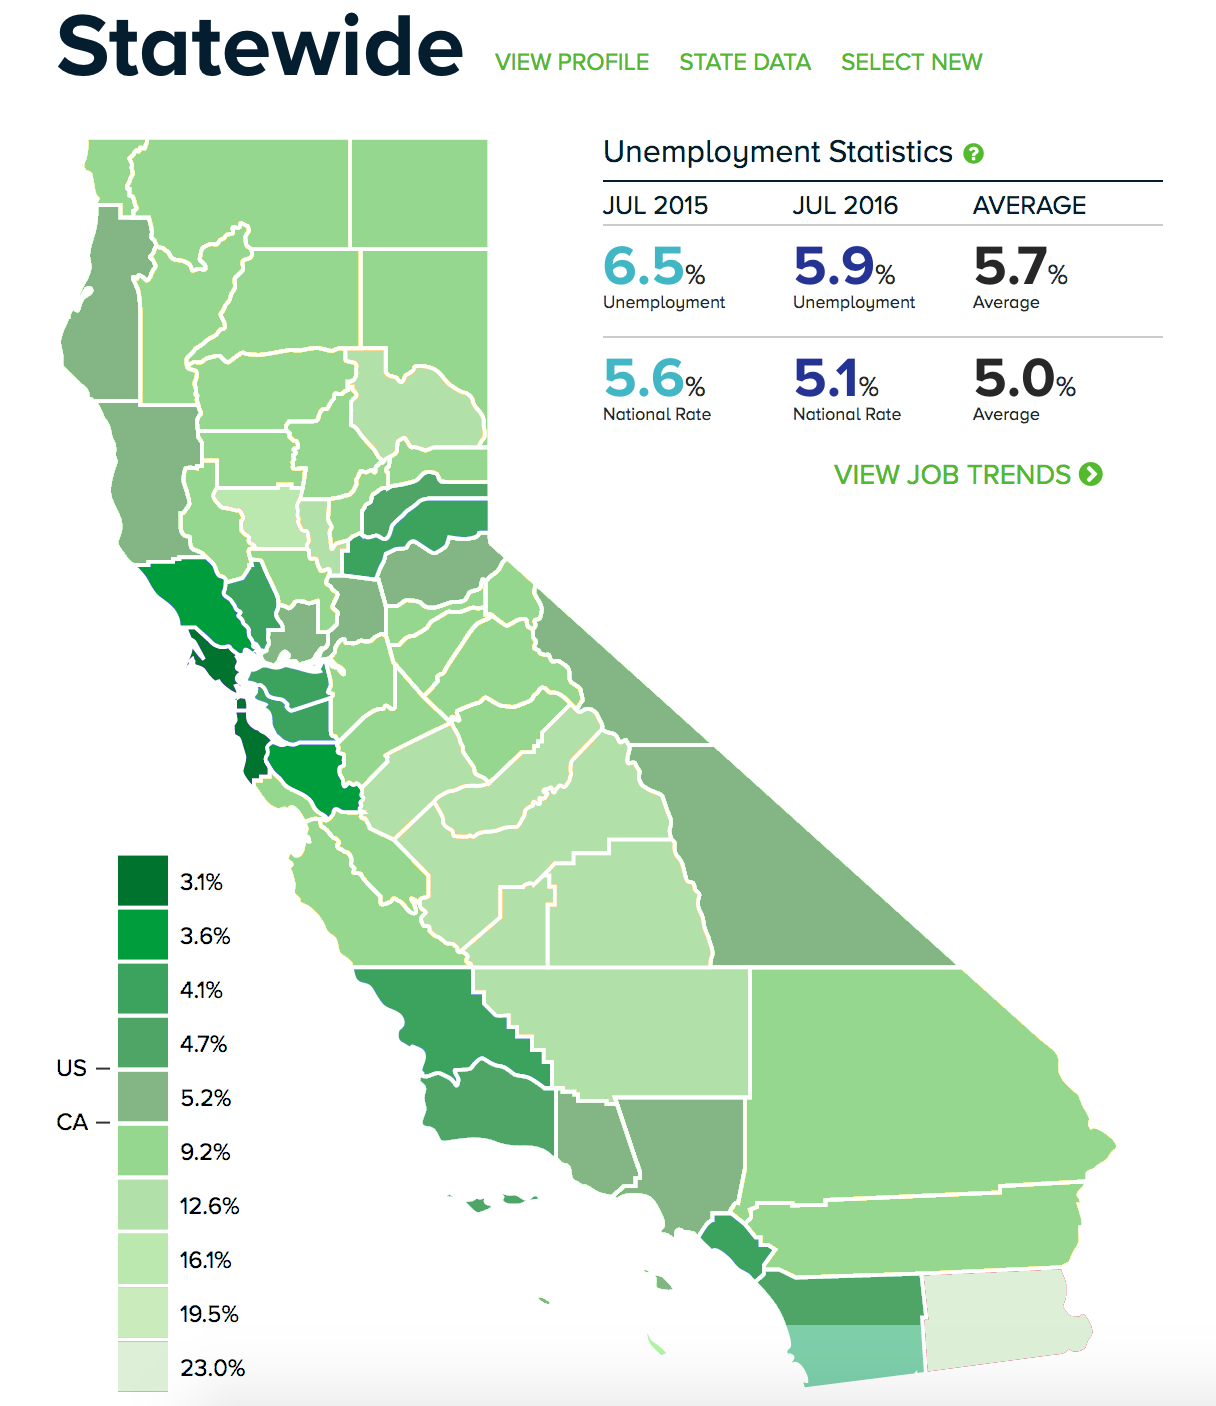 Statewide VIEW PROFILE STATE DATA SELECT NEW
Unemployment Statistics ?
JUL 2015 JUL 2016 AVERAGE
6.5% 5.9% 5.7%
Unemployment Unemployment Average
5.6% 5.1% 5.0%
National Rate National Rate Average
VIEW JOB TRENDS
3.1%
3.6%
4.1%
4.7%
US
5.2%
CA
9.2%
12.6%
16.1%
19.5%
23.0%